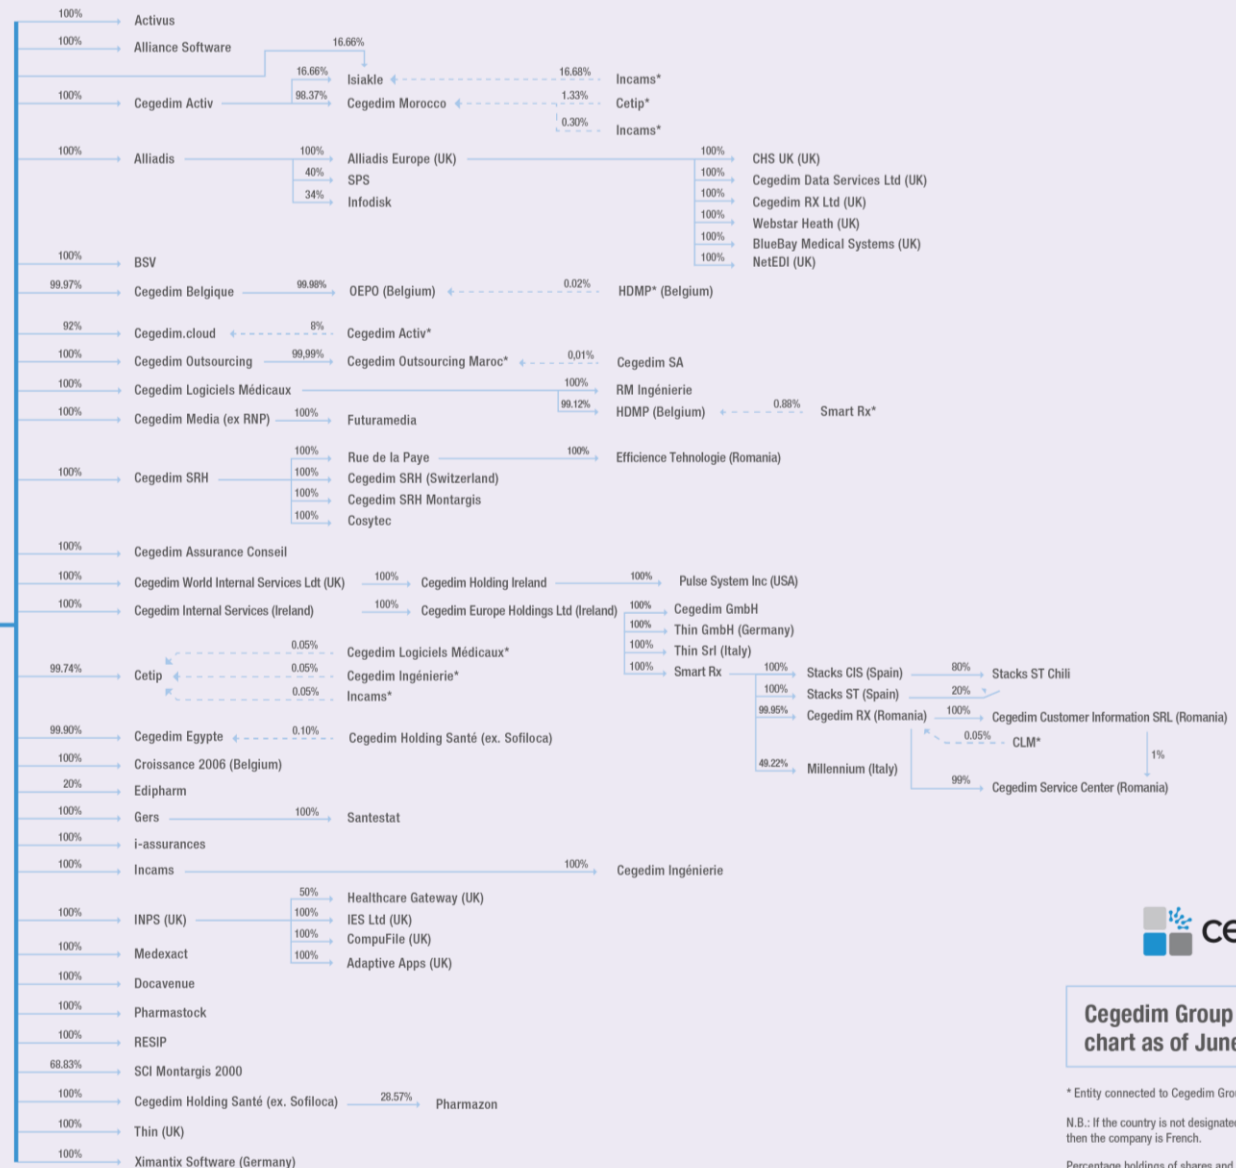 100% Activus
100% Alliance Software
16.66%
16.66% Isiakle 16.68% Incams*
100% Cegedim Activ 98.37% Cegedim Morocco 1.33% Cetip*
0.30% Incams*
100% Alliadis 100% Alliadis Europe (UK) 100% CHS UK (UK)
40% SPS 100% Cegedim Data Services Ltd (UK)
34% Infodisk 100% Cegedim RX Ltd (UK)
100% Webstar Heath (UK)
100% BlueBay Medical Systems (UK)
100% BSV 100% NetEDI (UK)
99.97% Cegedim Belgique 99.98% OEPO (Belgium) 0.02% HDMP* (Belgium)
92% Cegedim.cloud 8% Cegedim Activ*
100% Cegedim Outsourcing 99,99% Cegedim Outsourcing Maroc* 0,01% Cegedim SA
100% Cegedim Logiciels Médicaux 100% RM Ingénierie
99.12% HDMP (Belgium) 0.88% Smart Rx*
100% Cegedim Media (ex RNP) 100% Futuramedia
100% Rue de la Paye 100% Efficience Tehnologie (Romania)
100% Cegedim SRH 100% Cegedim SRH (Switzerland)
100% Cegedim SRH Montargis
100% Cosytec
100% Cegedim Assurance Conseil
100% Cegedim World Internal Services Ldt (UK) 100% Cegedim Holding Ireland 100% Pulse System Inc (USA)
100% Cegedim Internal Services (Ireland) 100% Cegedim Europe Holdings Ltd (Ireland) 100% Cegedim GmbH
100% Thin GmbH (Germany)
0.05% Cegedim Logiciels Médicaux* 100% Thin Srl (Italy)
99.74% Cetip 0.05% Cegedim Ingénierie* 100% Smart Rx 100% Stacks CIS (Spain) 80% Stacks ST Chili
0.05% Incams* 100% Stacks ST (Spain) 20%
99.95% Cegedim RX (Romania) 100% Cegedim Customer Information SRL (Romania)
99.90% Cegedim Egypte 0.10% Cegedim Holding Santé (ex. Sofiloca) 0.05% CLM*
1%
100% Croissance 2006 (Belgium) 49.22% Millennium (Italy)
20% Edipharm 99% Cegedim Service Center (Romania)
100% Gers 100% Santestat
100% i-assurances
100% Incams 100% Cegedim Ingénierie
50% Healthcare Gateway (UK)
100% INPS (UK) 100% IES Ltd (UK)
100% CompuFile (UK)
100% Medexact 100% Adaptive Apps (UK)
100% Docavenue
100% Pharmastock
100% RESIP
68.83% SCI Montargis 2000
100% Cegedim Holding Santé (ex. Sofiloca) 28.57% Pharmazon
100% Thin (UK)
100% Ximantix Software (Germany)
ce
Cegedim Group
chart as of June
* Entity connected to Cegedim Gro
N.B.: If the country is not designated
then the company is French.
Percentage holdings of shares and